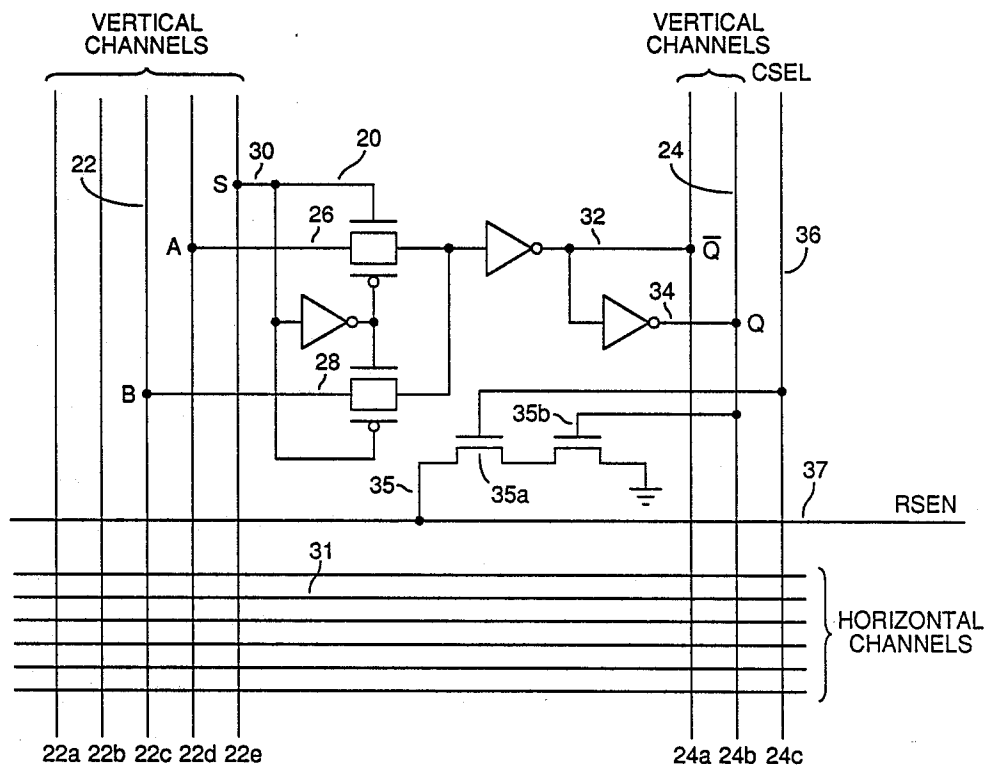 VERTICAL
CHANNELS
VERTICAL
CHANNELS
CSEL
22
30
20
24
S
26
32
36
A
Q̅
34
Q
28
B
35b
35
35a
37
RSEN
31
HORIZONTAL
CHANNELS
22a 22b 22c 22d 22e
24a 24b 24c